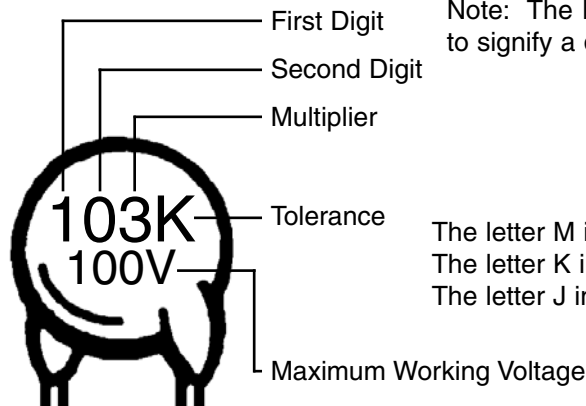 First Digit
Second Digit
Multiplier
Note: The
to signify a
103K
100V
Tolerance
The letter M
The letter K
The letter J
Maximum Working Voltage